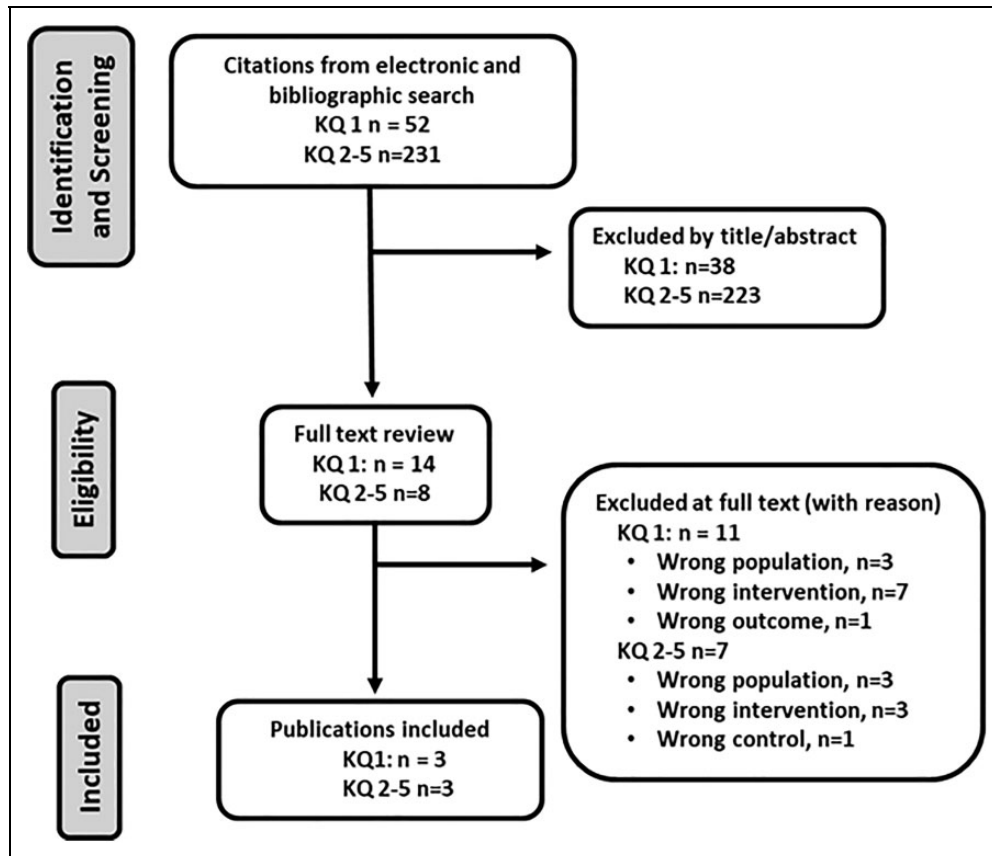 Identification
and Screening
Citations from electronic and
bibliographic search
KQ 1 n = 52
KQ 2-5 n=231
Excluded by title/abstract
KQ 1: n=38
KQ 2-5 n=223
Eligibility
Full text review
KQ 1: n = 14
KQ 2-5 n=8
Excluded at full text (with reason)
KQ 1: n = 11
• Wrong population, n=3
• Wrong intervention, n=7
• Wrong outcome, n=1
KQ 2-5 n=7
• Wrong population, n=3
• Wrong intervention, n=3
• Wrong control, n=1
Included
Publications included
KQ1: n = 3
KQ 2-5 n=3